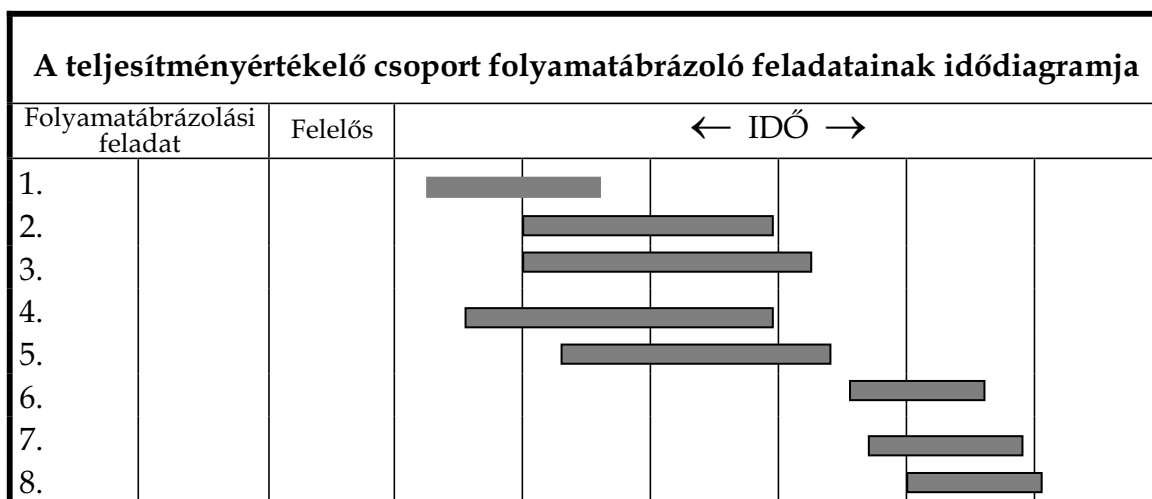 A teljesítményértékelő csoport folyamatábrázoló feladatainak idődiagramja
Folyamatábrázolási
feladat
Felelős
← IDŐ →
1.
2.
3.
4.
5.
6.
7.
8.